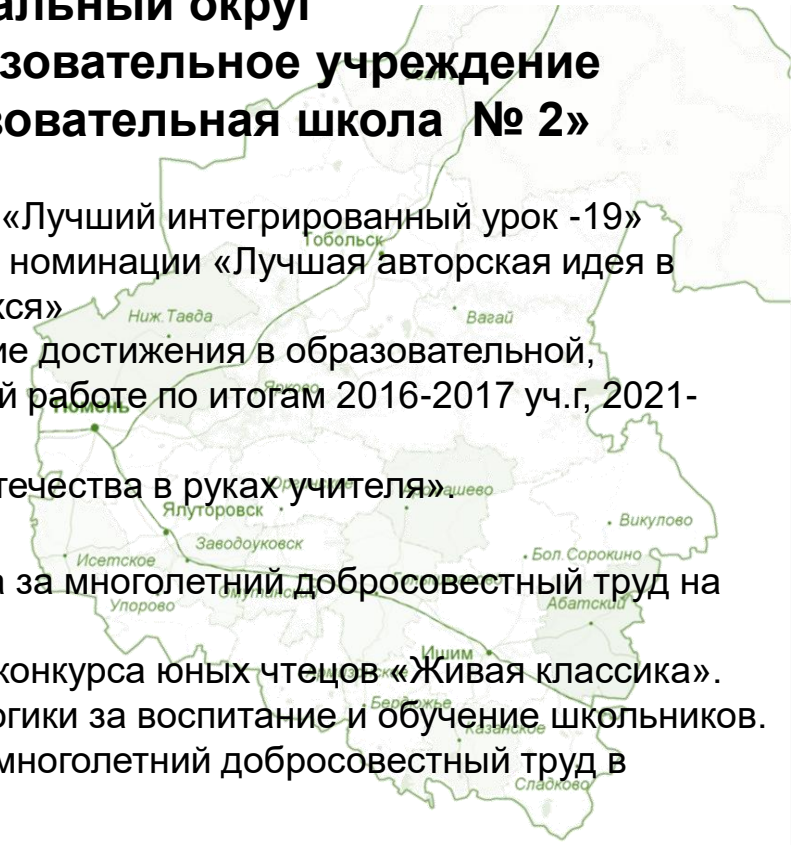 альный округ
зовательное учреждение
зовательная школа № 2»
«Лучший интегрированный урок -19»
Тобольск
номинации «Лучшая авторская идея в
кся»
Ниж. Тавда
Вагай
ие достижения в образовательной,
Ярково
й работе по итогам 2016-2017 уч.г, 2021-
Тюмень
течества в руках учителя».
Ялуторовск
Викулово
Заводоуковск
Исетское
Бол. Сорокино
а за многолетний добросовестный труд на
Упорово
Абатский
Ишим
конкурса юных чтецов «Живая классика».
Бердюжье
огики за воспитание и обучение школьников.
Казанское
многолетний добросовестный труд в
Сладково